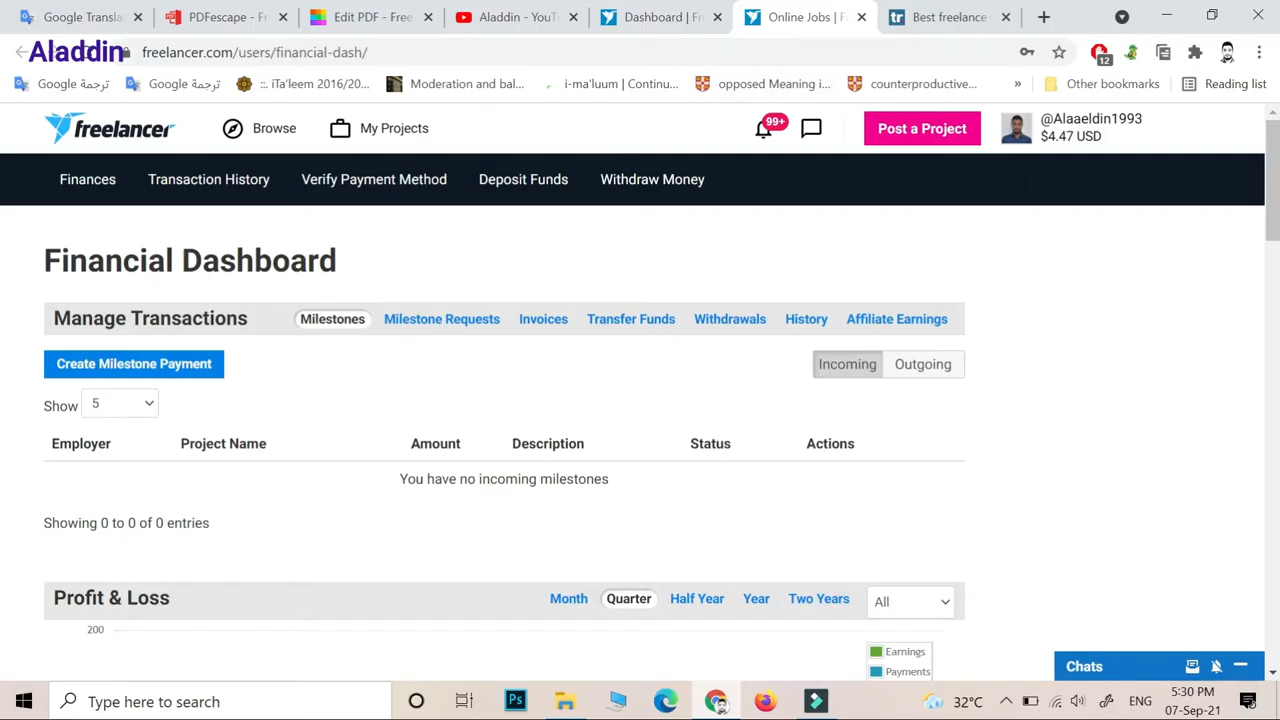 Google Transla
PDFescape - Fr
Edit PDF - Free
Aladdin - YouT
Dashboard | Fr
Online Jobs | F
Best freelance
Aladdin
freelancer.com/users/financial-dash/
12
ترجمة Google
ترجمة Google
::. iTa'leem 2016/20...
Moderation and bal...
i-ma'luum | Continu...
opposed Meaning i...
counterproductive...
»
Other bookmarks
Reading list
freelancer
Browse
My Projects
99+
Post a Project
@Alaaeldin1993
$4.47 USD
Finances
Transaction History
Verify Payment Method
Deposit Funds
Withdraw Money
Financial Dashboard
Manage Transactions
Milestones
Milestone Requests
Invoices
Transfer Funds
Withdrawals
History
Affiliate Earnings
Create Milestone Payment
Incoming
Outgoing
Show 5
Employer
Project Name
Amount
Description
Status
Actions
You have no incoming milestones
Showing 0 to 0 of 0 entries
Profit & Loss
Month
Quarter
Half Year
Year
Two Years
All
200
Earnings
Payments
Chats
Type here to search
Ps
32°C
ENG
5:30 PM
07-Sep-21